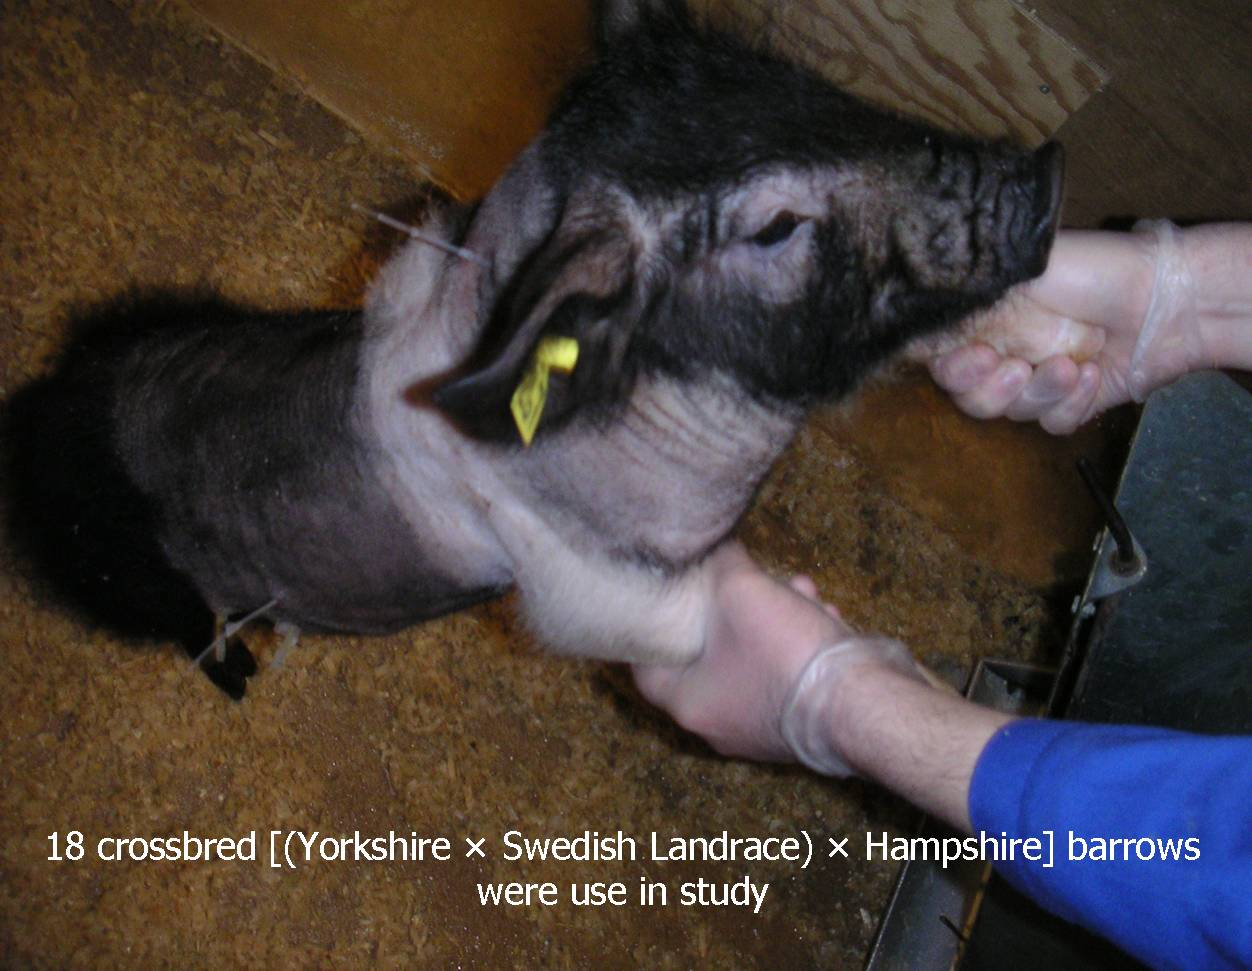 18 crossbred [(Yorkshire × Swedish Landrace) × Hampshire] barrows
were use in study